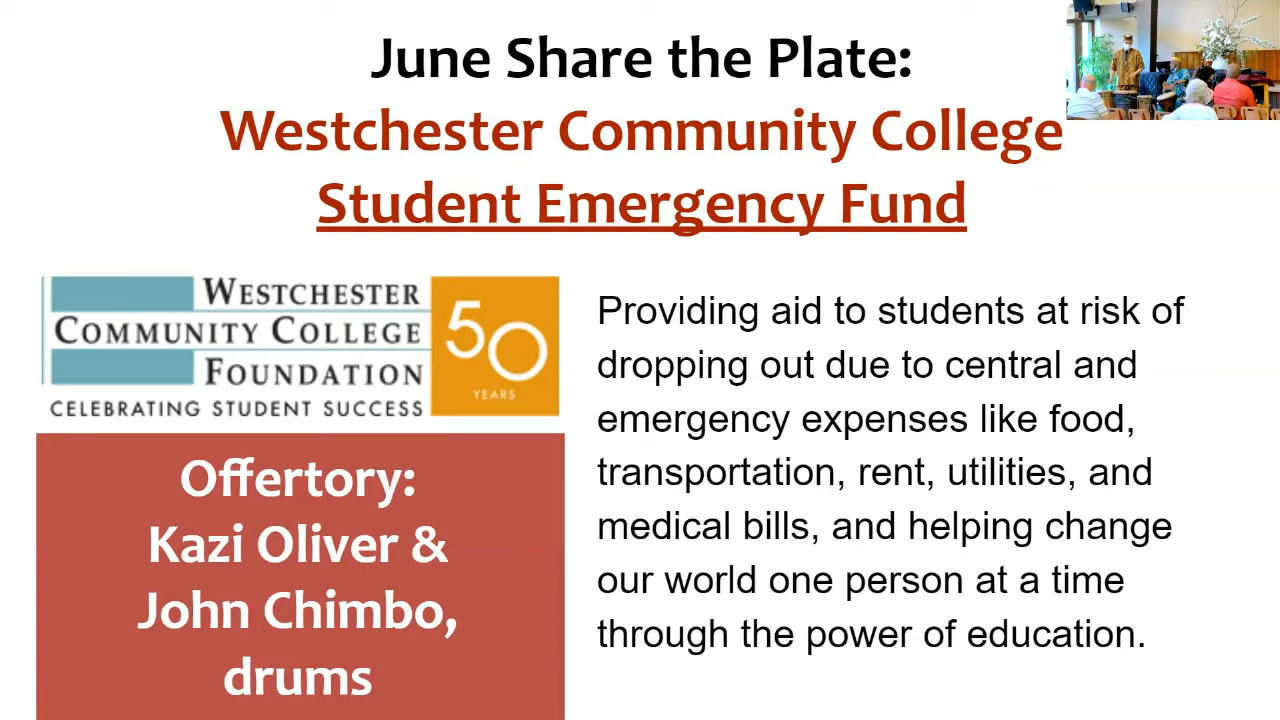 June Share the Plate:
Westchester Community College
Student Emergency Fund
WESTCHESTER
COMMUNITY COLLEGE
FOUNDATION
CELEBRATING STUDENT SUCCESS
50
YEARS
Offertory:
Kazi Oliver &
John Chimbo,
drums
Providing aid to students at risk of
dropping out due to central and
emergency expenses like food,
transportation, rent, utilities, and
medical bills, and helping change
our world one person at a time
through the power of education.